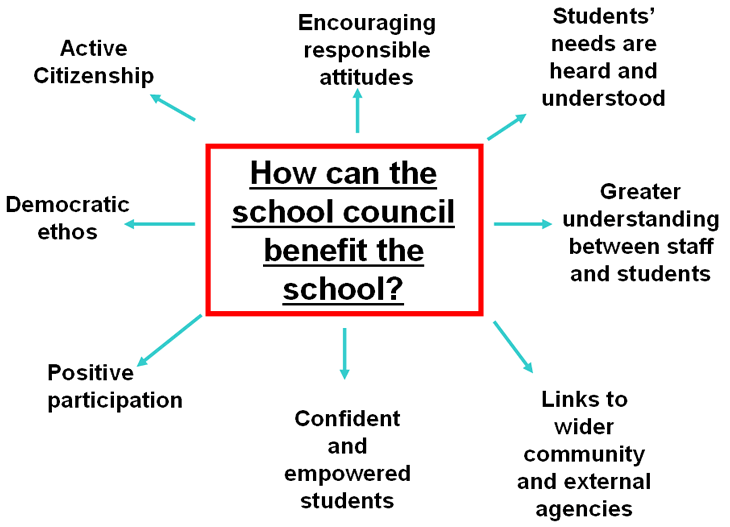 Encouraging
responsible
attitudes
Students'
needs are
heard and
understood
Active
Citizenship
How can the
school council
benefit the
school?
Democratic
ethos
Greater
understanding
between staff
and students
Positive
participation
Confident
and
empowered
students
Links to
wider
community
and external
agencies